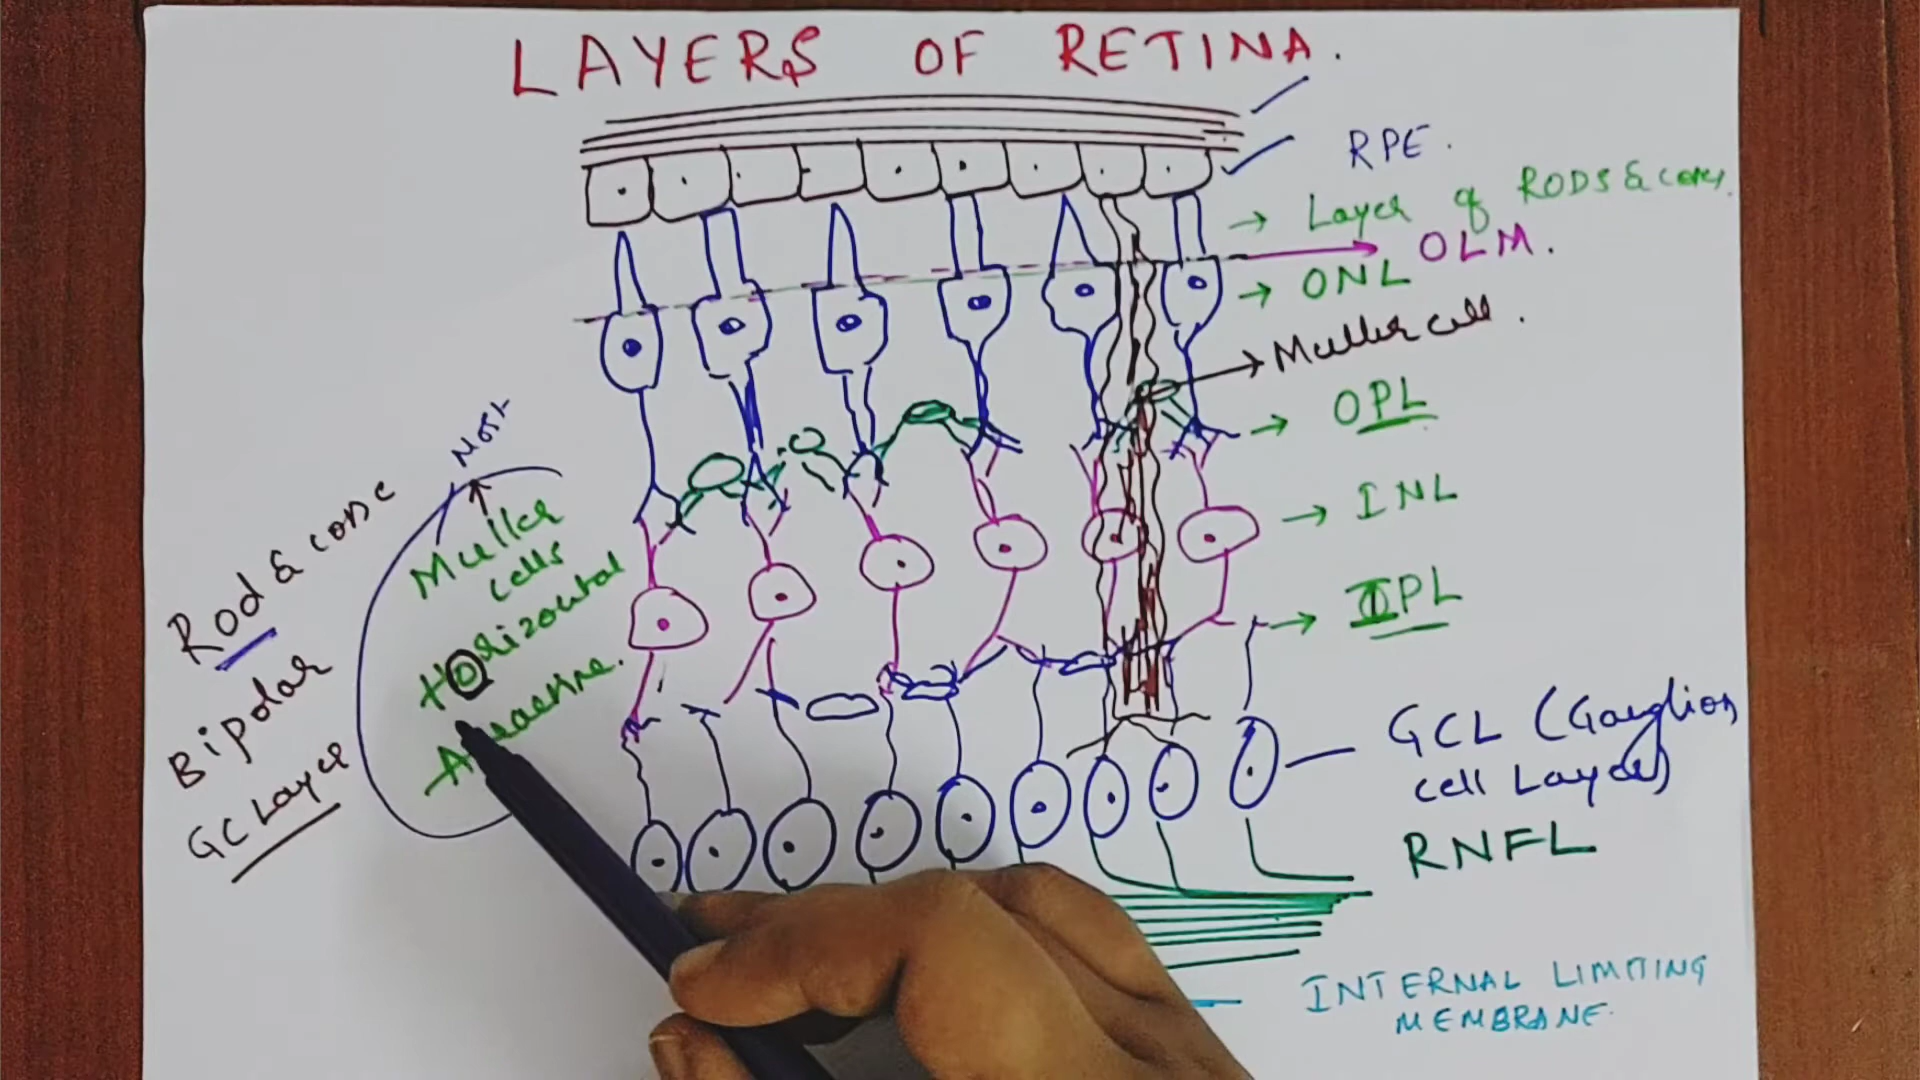 LAYERS OF RETINA.
RPE.
→ Layer of RODS & cones.
→ OLM.
→ ONL
→ Muller cell.
→ OPL
→ INL
→ IPL
GCL (Ganglion
cell Layer)
RNFL
INTERNAL LIMITING
MEMBRANE.
Rod & cone
Bipolar
GC Layer
Muller
cells
Horizontal